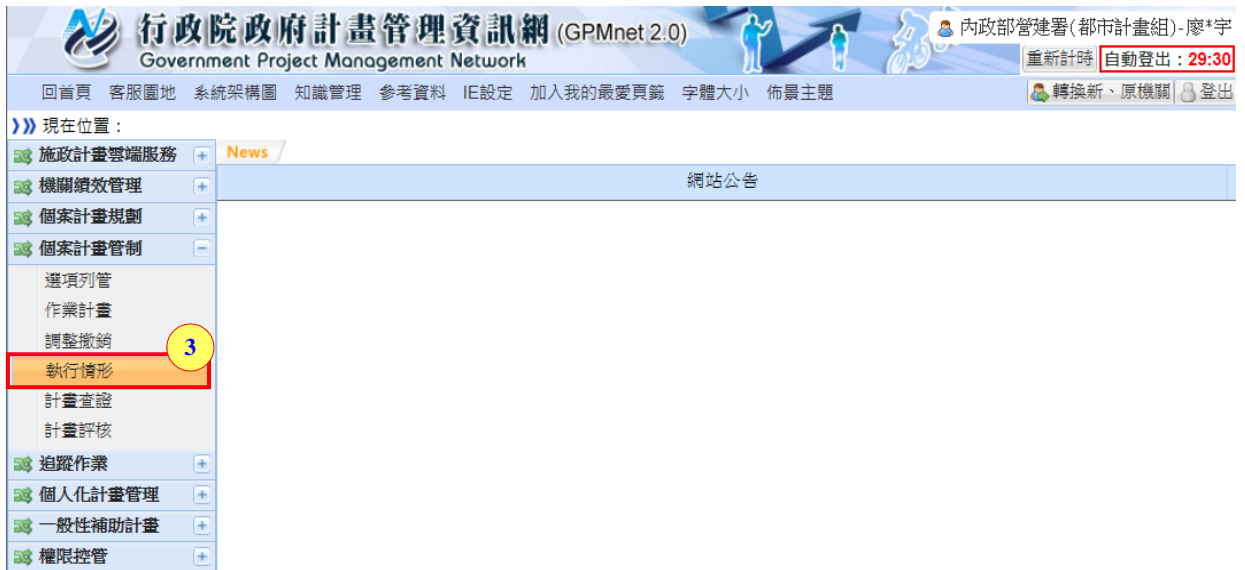 行政院政府計畫管理資訊網 (GPMnet 2.0)
Government Project Management Network
內政部營建署(都市計畫組)-廖*宇
重新計時 自動登出：29:30
回首頁 客服園地 系統架構圖 知識管理 參考資料 IE設定 加入我的最愛頁籤 字體大小 佈景主題
轉換新、原機關 登出
現在位置：
施政計畫雲端服務
News
機關績效管理
網站公告
個案計畫規劃
個案計畫管制
選項列管
作業計畫
調整撤銷
3
執行情形
計畫查證
計畫評核
追蹤作業
個人化計畫管理
一般性補助計畫
權限控管